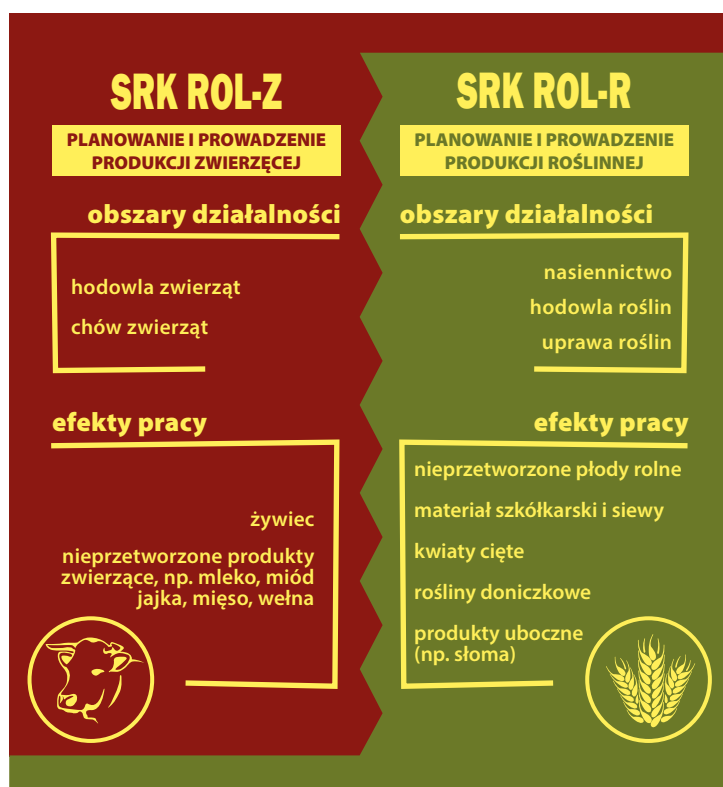 SRK ROL-Z
PLANOWANIE I PROWADZENIE
PRODUKCJI ZWIERZĘCEJ
obszary działalności
hodowla zwierząt
chów zwierząt
efekty pracy
żywiec
nieprzetworzone produkty
zwierzące, np. mleko, miód
jajka, mięso, wełna
SRK ROL-R
PLANOWANIE I PROWADZENIE
PRODUKCJI ROŚLINNEJ
obszary działalności
nasiennictwo
hodowla roślin
uprawa roślin
efekty pracy
nieprzetworzone płody rolne
materiał szkółkarski i siewy
kwiaty cięte
rośliny doniczkowe
produkty uboczne
(np. słoma)